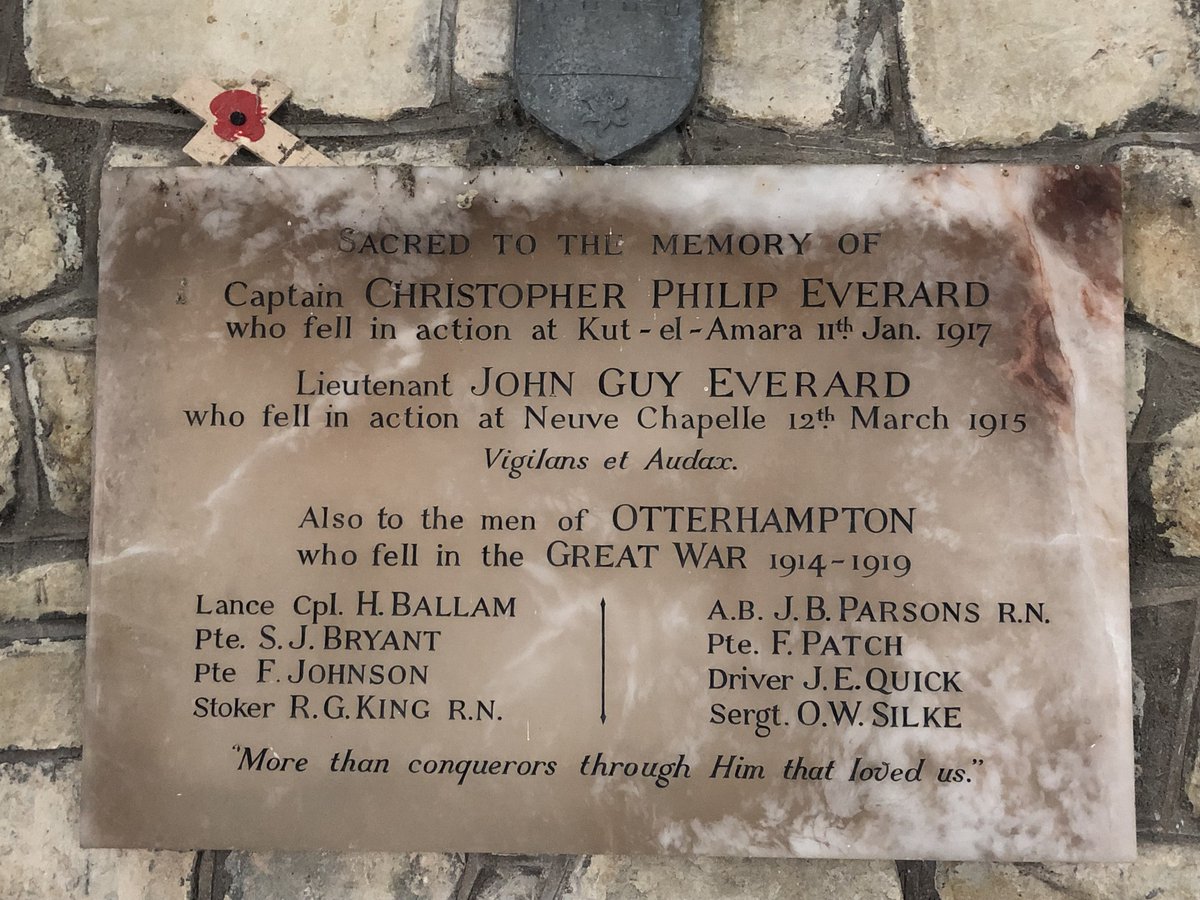 SACRED TO THE MEMORY OF
Captain CHRISTOPHER PHILIP EVERARD
who fell in action at Kut-el-Amara 11th. Jan. 1917
Lieutenant JOHN GUY EVERARD
who fell in action at Neuve Chapelle 12th. March 1915
Vigilans et Audax.
Also to the men of OTTERHAMPTON
who fell in the GREAT WAR 1914-1919
Lance Cpl. H. BALLAM
Pte. S. J. BRYANT
Pte F. JOHNSON
Stoker R. G. KING R.N.
A.B. J. B. PARSONS R.N.
Pte. F. PATCH
Driver J. E. QUICK
Sergt. O. W. SILKE
"More than conquerors through Him that loved us."